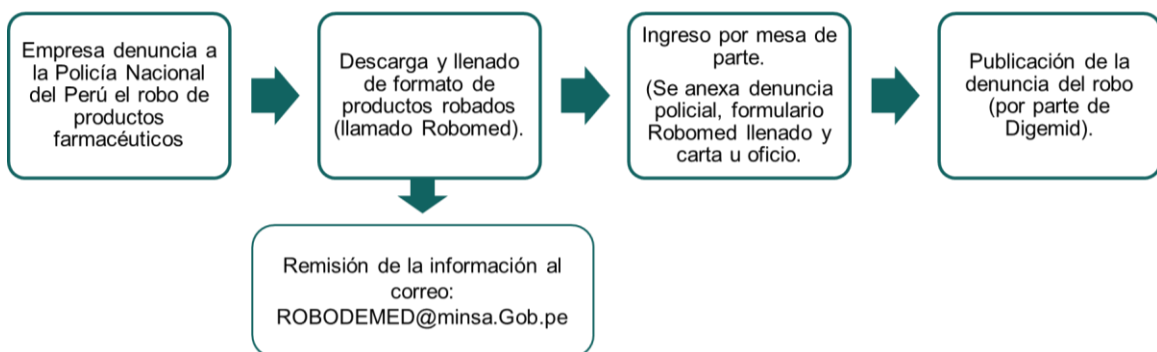 Empresa denuncia a
la Policía Nacional
del Perú el robo de
productos
farmacéuticos
Descarga y llenado
de formato de
productos robados
(llamado Robomed).
Ingreso por mesa de
parte.
(Se anexa denuncia
policial, formulario
Robomed llenado y
carta u oficio.
Publicación de la
denuncia del robo
(por parte de
Digemid).
Remisión de la información al
correo:
ROBODEMED@minsa.Gob.pe